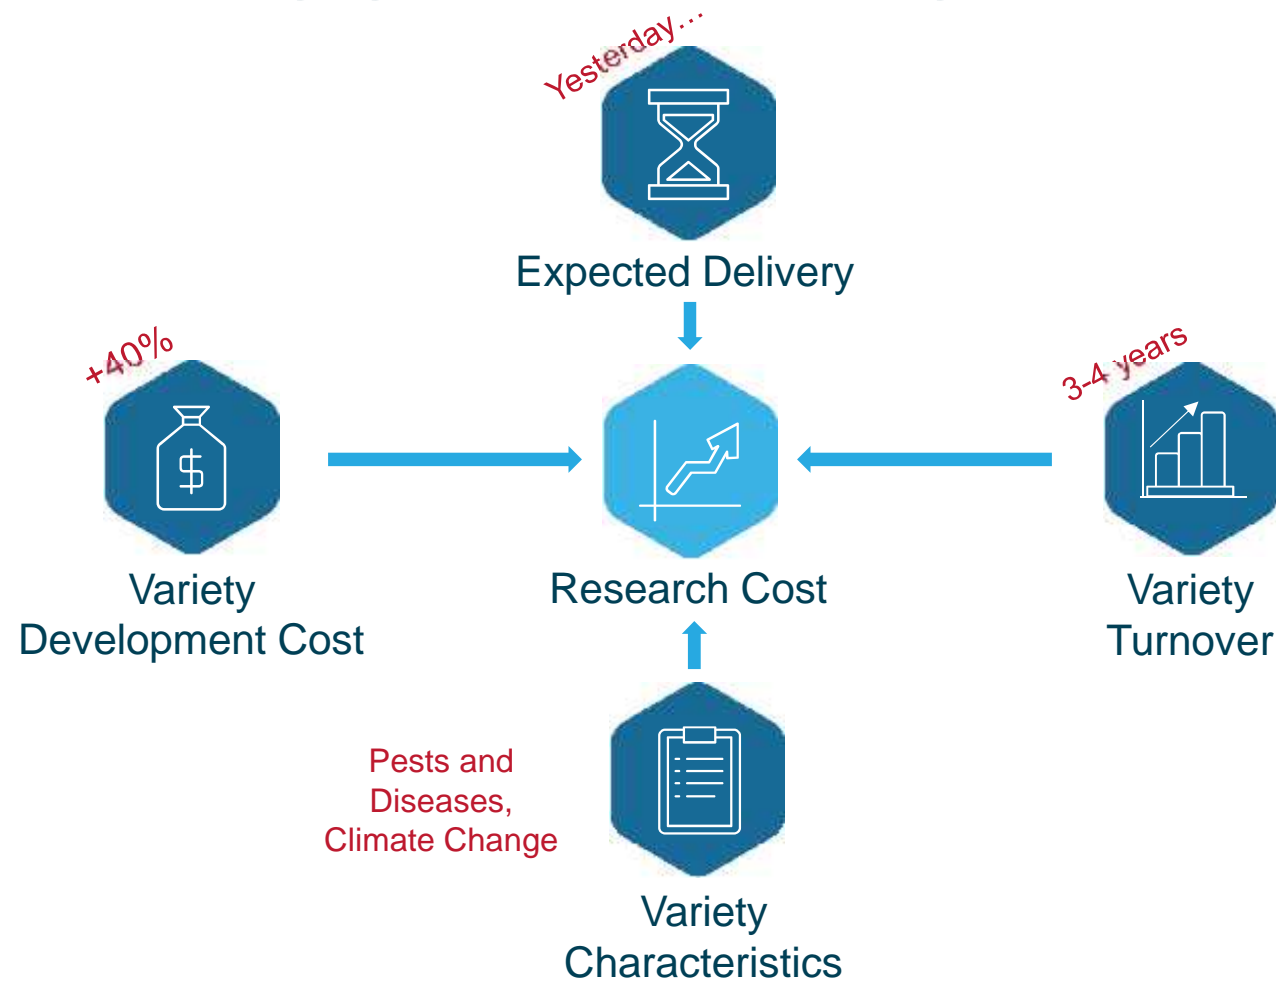 Yesterday…
Expected Delivery
+40%
3-4 years
$
Variety
Development Cost
Research Cost
Variety
Turnover
Pests and
Diseases,
Climate Change
Variety
Characteristics